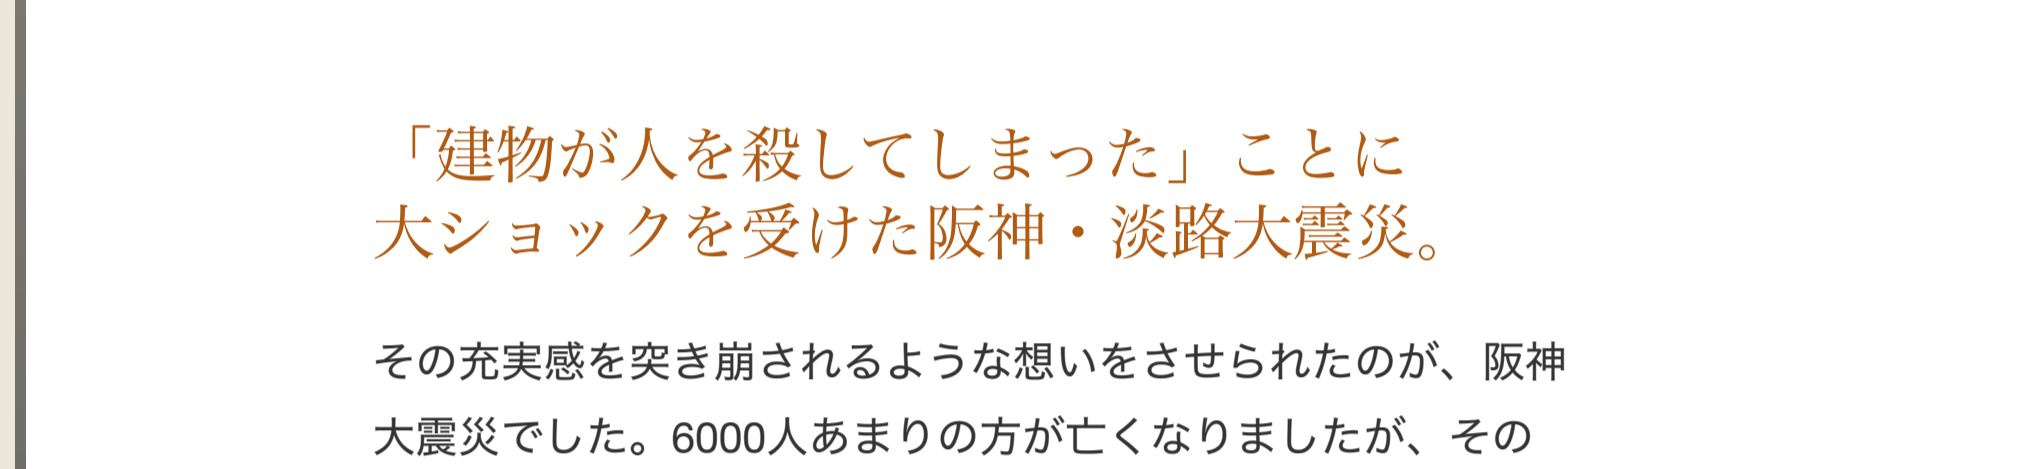 「建物が人を殺してしまった」ことに
大ショックを受けた阪神・淡路大震災。
その充実感を突き崩されるような想いをさせられたのが、阪神
大震災でした。6000人あまりの方が亡くなりましたが、その